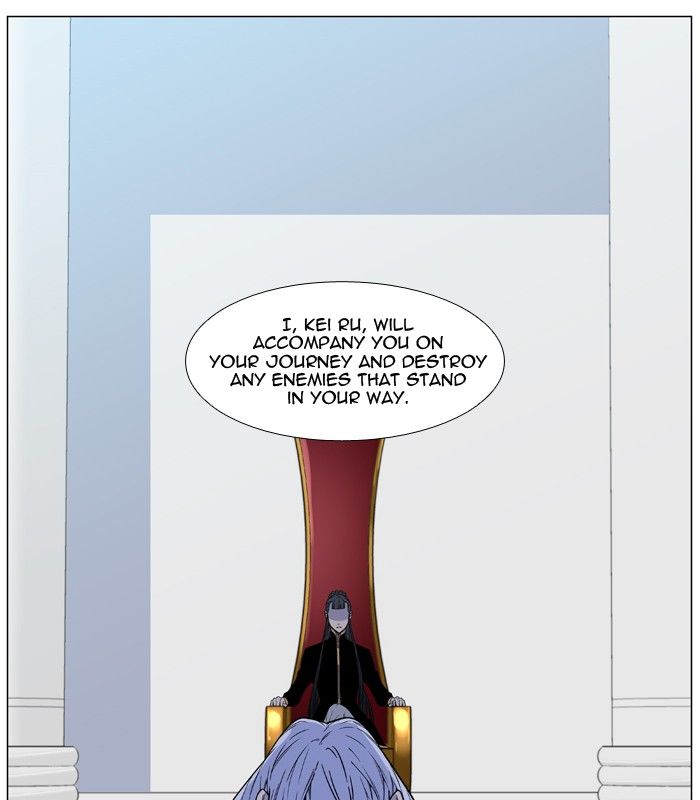 I, KEI RU, WILL
ACCOMPANY YOU ON
YOUR JOURNEY AND DESTROY
ANY ENEMIES THAT STAND
IN YOUR WAY.